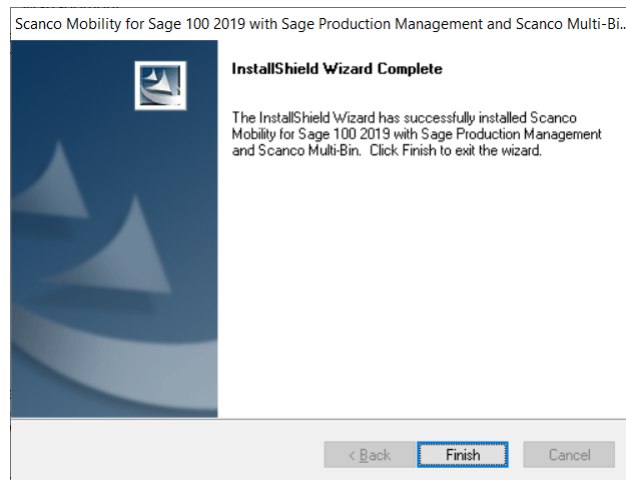 Scanco Mobility for Sage 100 2019 with Sage Production Management and Scanco Multi-Bi..
InstallShield Wizard Complete
The InstallShield Wizard has successfully installed Scanco
Mobility for Sage 100 2019 with Sage Production Management
and Scanco Multi-Bin. Click Finish to exit the wizard.
< Back
Finish
Cancel